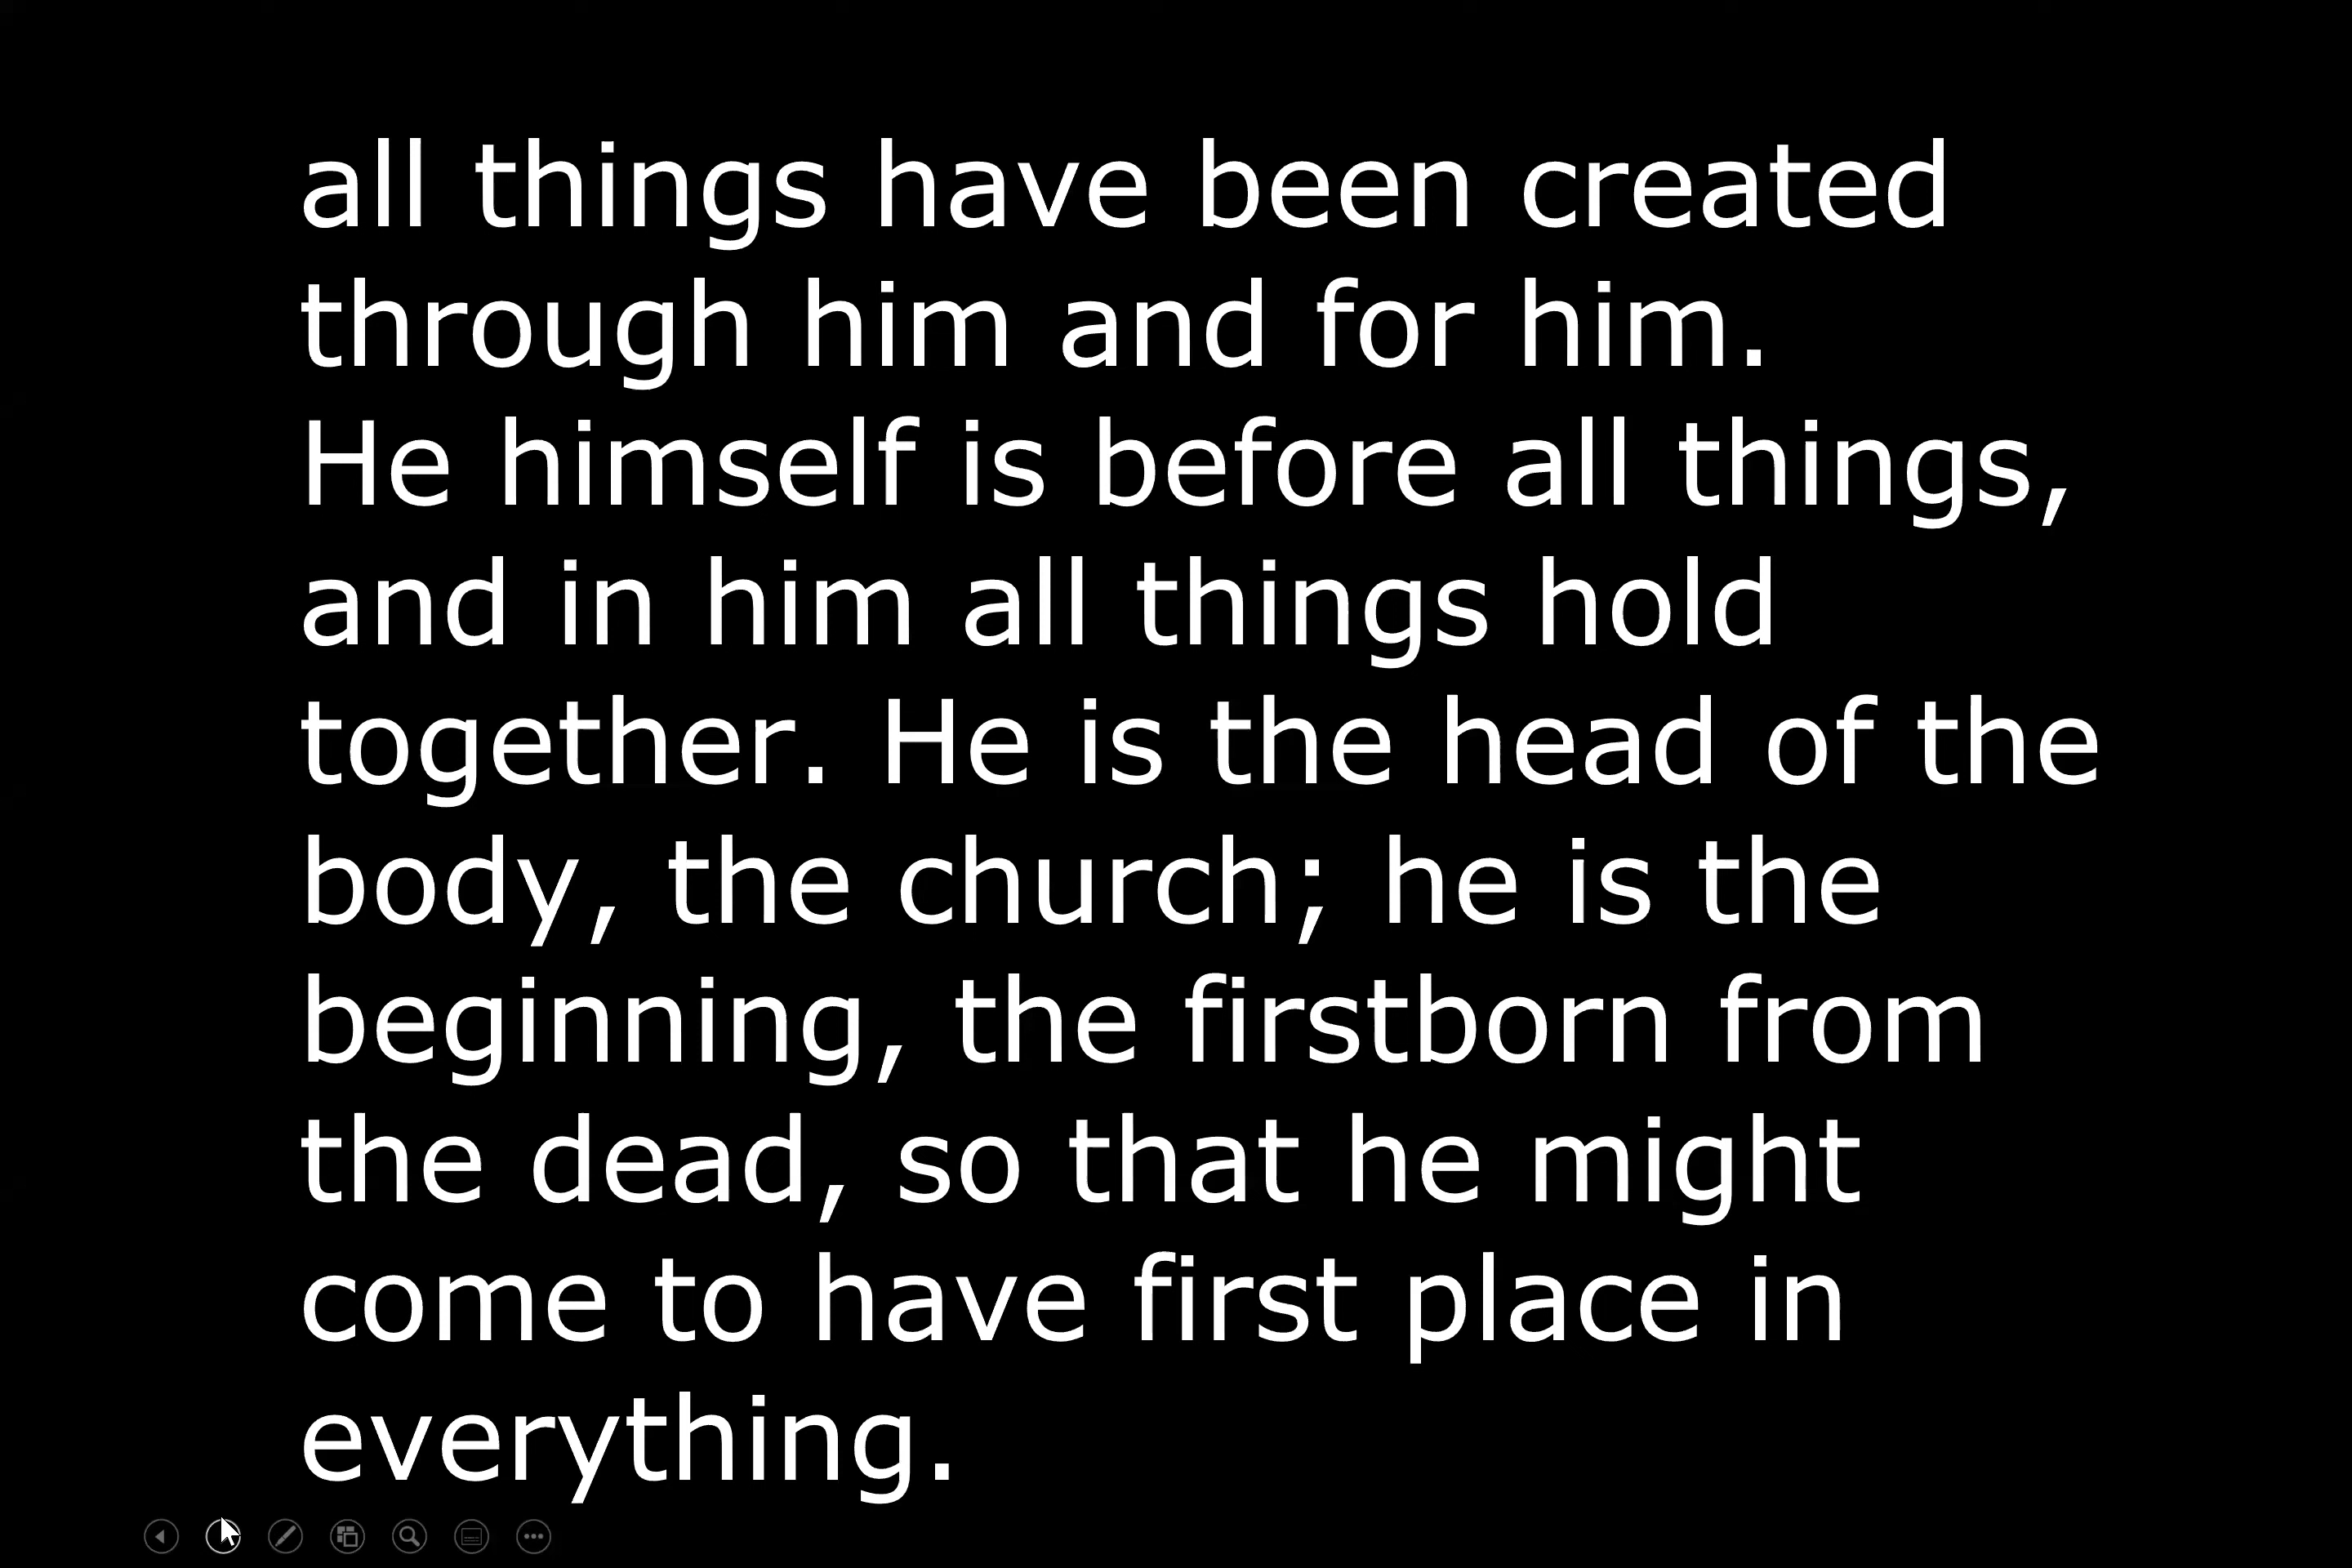 all things have been created
through him and for him.
He himself is before all things,
and in him all things hold
together. He is the head of the
body, the church; he is the
beginning, the firstborn from
the dead, so that he might
come to have first place in
everything.